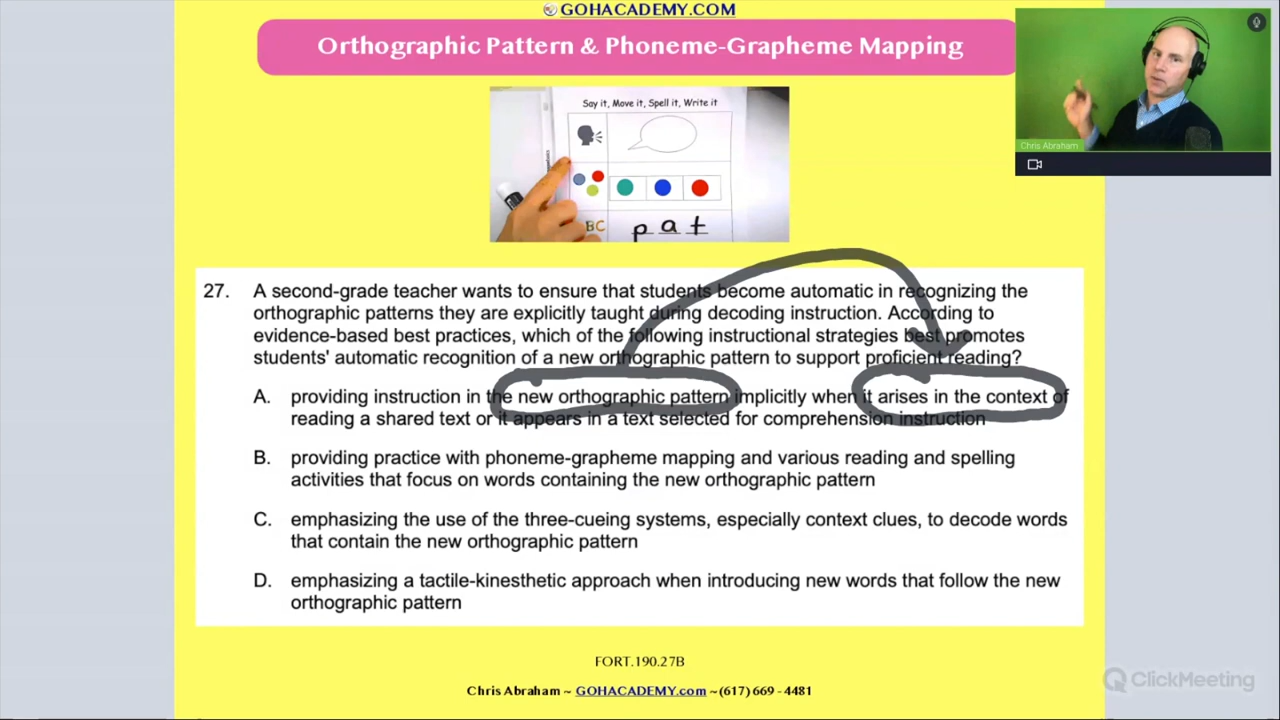 GOHACADEMY.COM
Orthographic Pattern & Phoneme-Grapheme Mapping
Chris Abraham
Say it, Move it, Spell it, Write it
BC
p a t
27. A second-grade teacher wants to ensure that students become automatic in recognizing the
orthographic patterns they are explicitly taught during decoding instruction. According to
evidence-based best practices, which of the following instructional strategies best promotes
students' automatic recognition of a new orthographic pattern to support proficient reading?
A. providing instruction in the new orthographic pattern implicitly when it arises in the context of
reading a shared text or it appears in a text selected for comprehension instruction
B. providing practice with phoneme-grapheme mapping and various reading and spelling
activities that focus on words containing the new orthographic pattern
C. emphasizing the use of the three-cueing systems, especially context clues, to decode words
that contain the new orthographic pattern
D. emphasizing a tactile-kinesthetic approach when introducing new words that follow the new
orthographic pattern
FORT.190.27B
Chris Abraham ~ GOHACADEMY.com ~(617) 669 - 4481
ClickMeeting